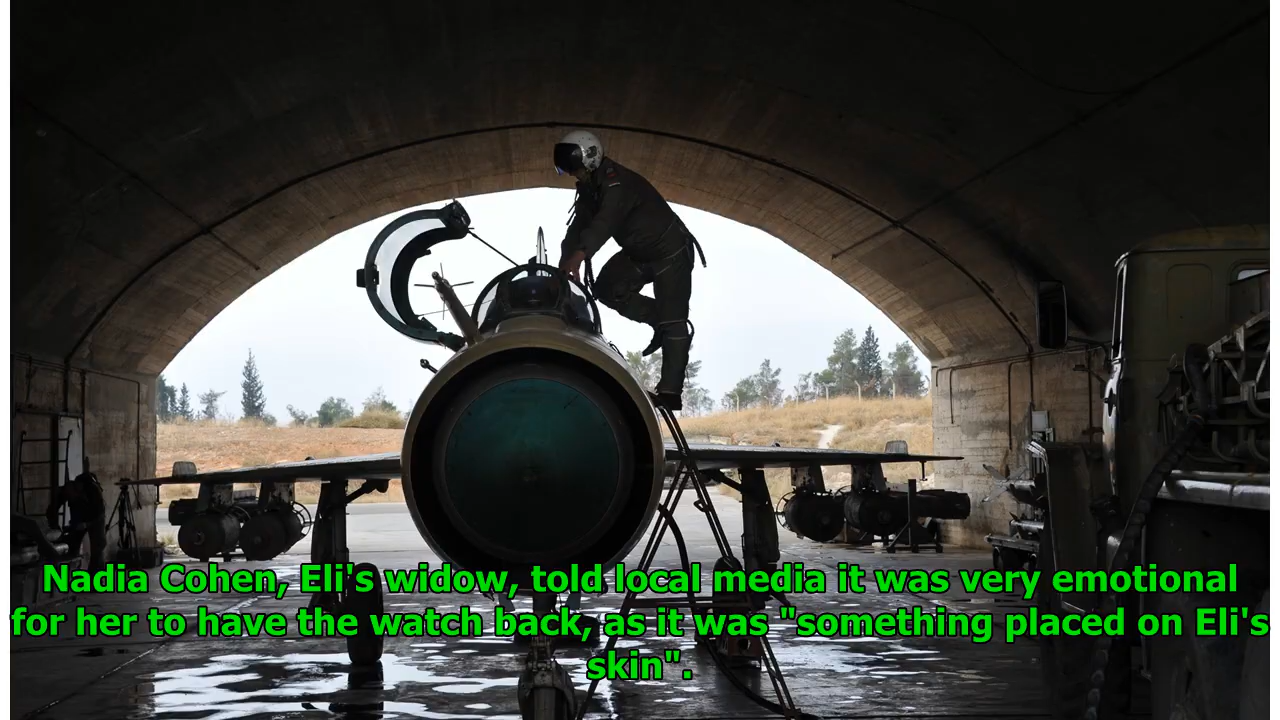 Nadia Cohen, Eli's widow, told local media it was very emotional
for her to have the watch back, as it was "something placed on Eli's
skin".